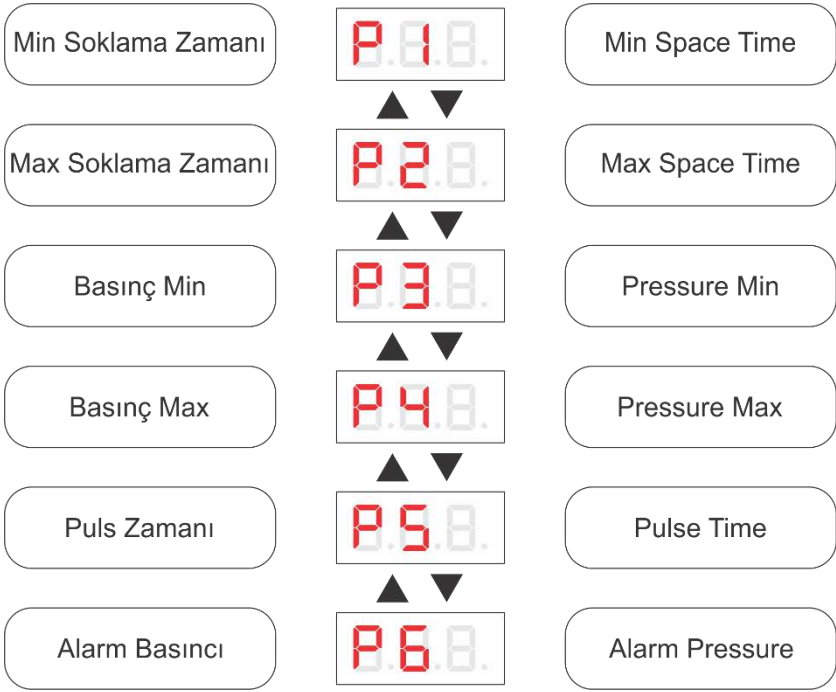 Min Soklama Zamanı P 1 Min Space Time
Max Soklama Zamanı P2 Max Space Time
Basınç Min P3 Pressure Min
Basınç Max P4 Pressure Max
Puls Zamanı P5 Pulse Time
Alarm Basıncı P6 Alarm Pressure